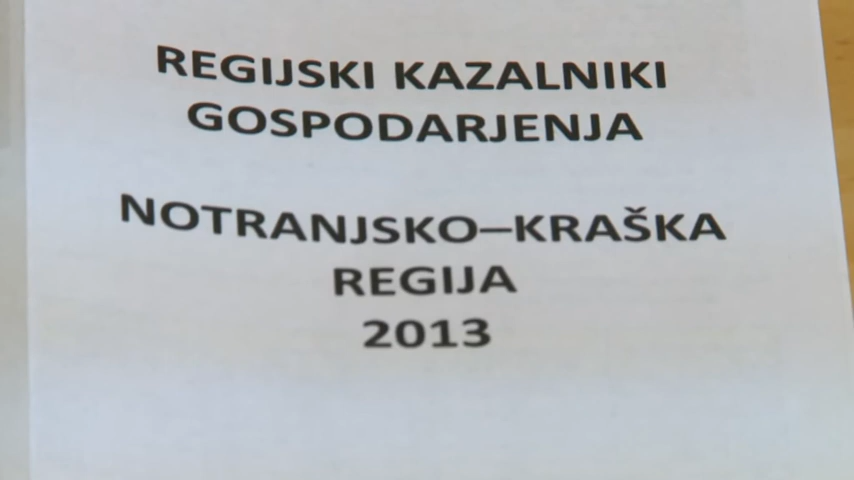 REGIJSKI KAZALNIKI
GOSPODARJENJA
NOTRANJSKO–KRAŠKA
REGIJA
2013